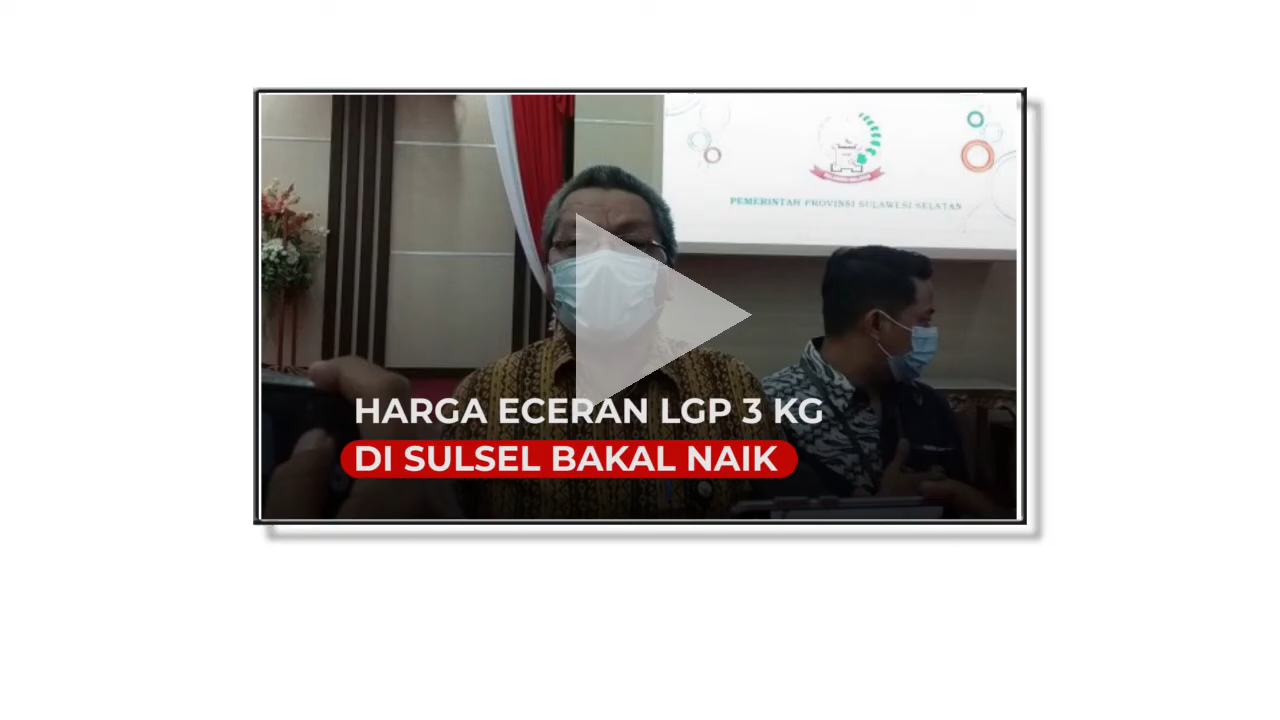 PEMERINTAH PROVINSI SULAWESI SELATAN
HARGA ECERAN LGP 3 KG
DI SULSEL BAKAL NAIK